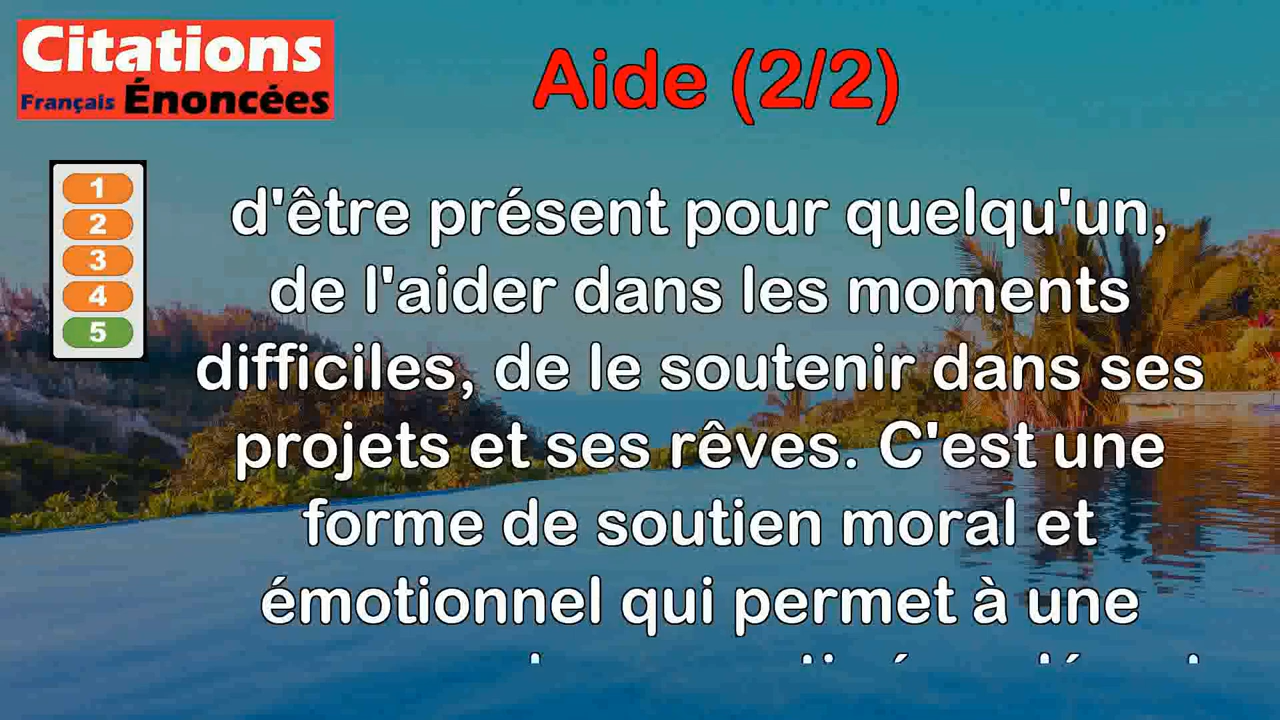 Citations
Français Énoncées
Aide (2/2)
1
2
3
4
5
d'être présent pour quelqu'un,
de l'aider dans les moments
difficiles, de le soutenir dans ses
projets et ses rêves. C'est une
forme de soutien moral et
émotionnel qui permet à une